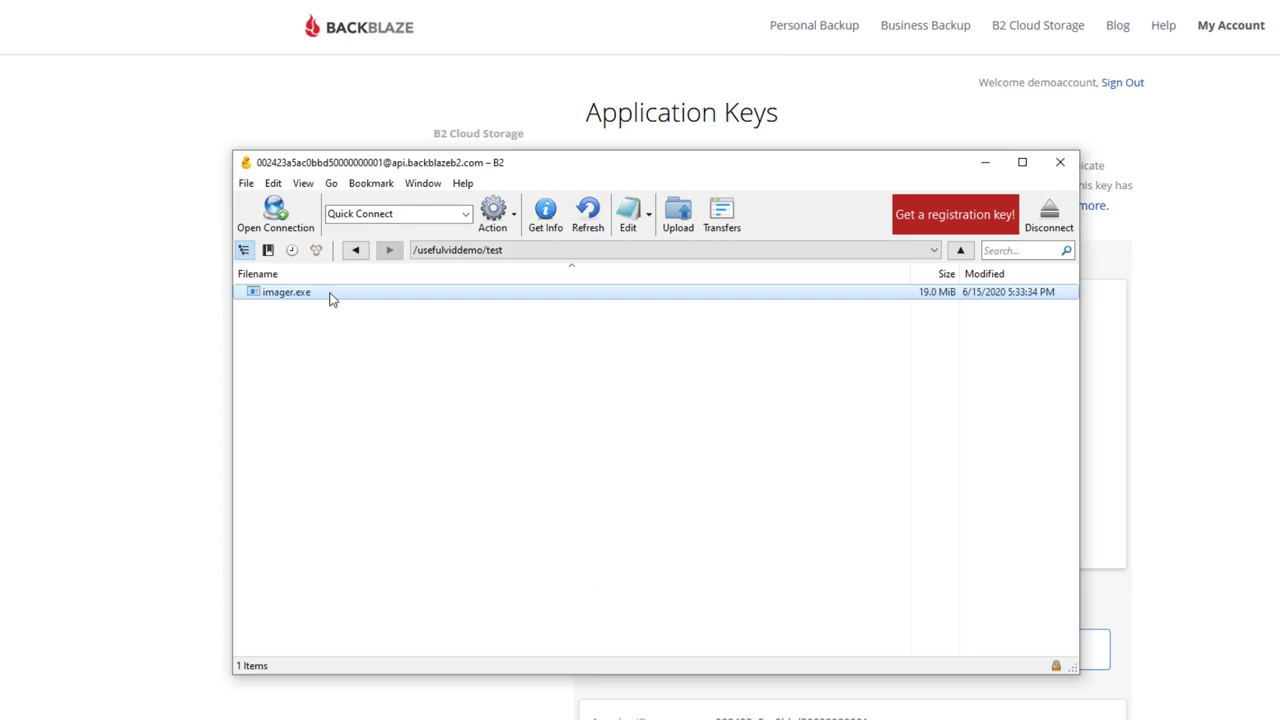 BACKBLAZE
Personal Backup Business Backup B2 Cloud Storage Blog Help My Account
Welcome demoaccount, Sign Out
Application Keys
B2 Cloud Storage
002423a5ac0bbd50000000001@api.backblazeb2.com – B2
icate
File Edit View Go Bookmark Window Help
his key has
more.
Open Connection Quick Connect Action Get Info Refresh Edit Upload Transfers Get a registration key! Disconnect
/usefulviddemo/test Search...
Filename Size Modified
imager.exe 19.0 MiB 6/15/2020 5:33:34 PM
1 Items